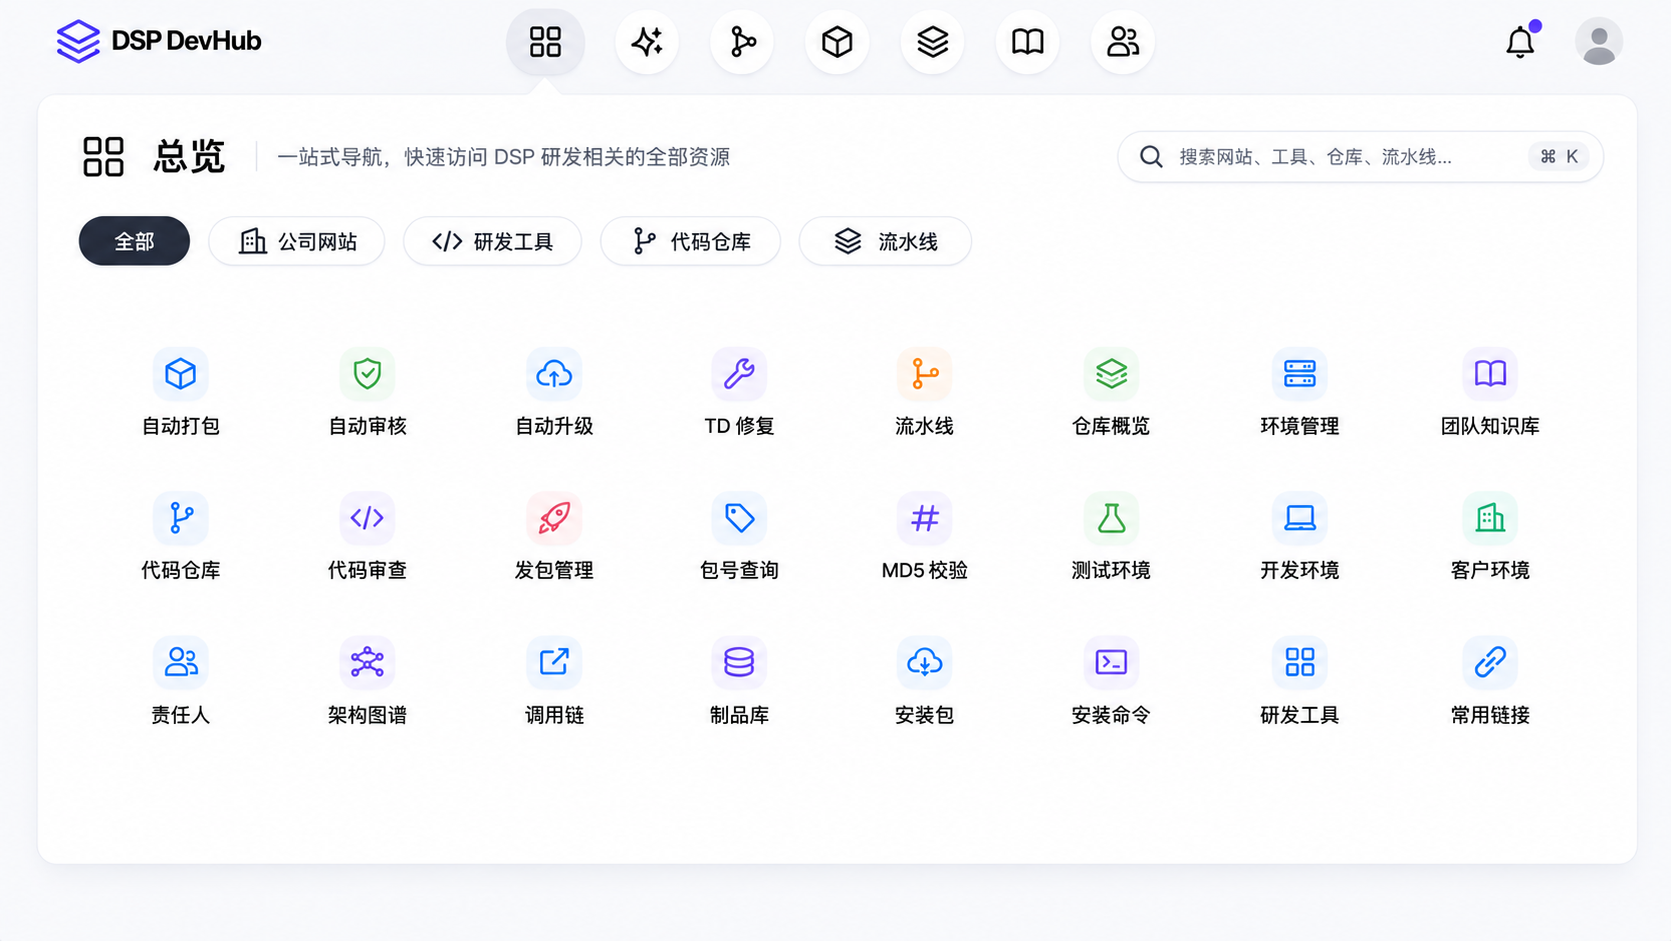 DSP DevHub
总览
一站式导航，快速访问 DSP 研发相关的全部资源
搜索网站、工具、仓库、流水线...
⌘ K
全部
公司网站
研发工具
代码仓库
流水线
自动打包
自动审核
自动升级
TD 修复
流水线
仓库概览
环境管理
团队知识库
代码仓库
代码审查
发包管理
包号查询
MD5 校验
测试环境
开发环境
客户环境
责任人
架构图谱
调用链
制品库
安装包
安装命令
研发工具
常用链接